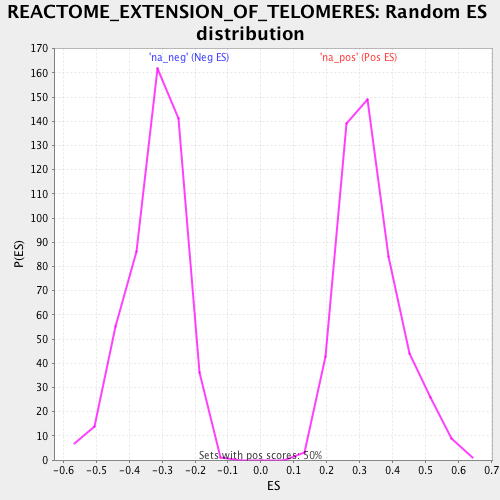 REACTOME_EXTENSION_OF_TELOMERES: Random ES
distribution
'na_neg' (Neg ES) 'na_pos' (Pos ES)
170
160
150
140
130
120
110
100
90
80
70
60
50
40
30
20
10
0
P(ES)
Sets with pos scores: 50%
-0.6 -0.5 -0.4 -0.3 -0.2 -0.1 0.0 0.1 0.2 0.3 0.4 0.5 0.6 0.7
ES